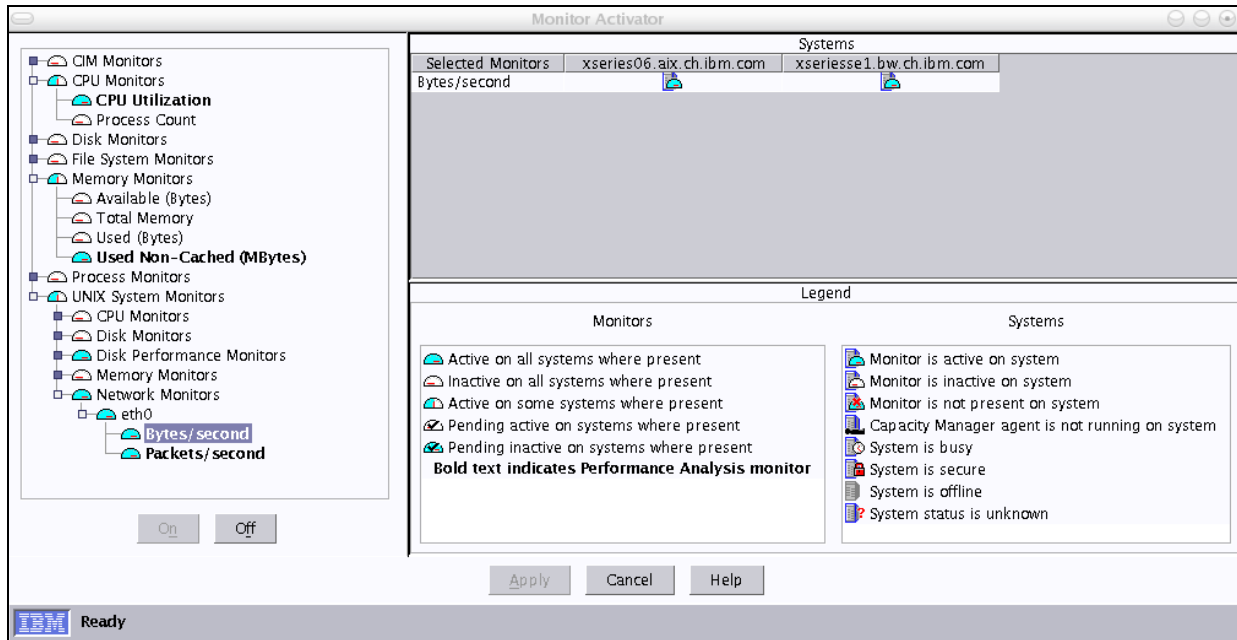 Monitor Activator
CIM Monitors
CPU Monitors
CPU Utilization
Process Count
Disk Monitors
File System Monitors
Memory Monitors
Available (Bytes)
Total Memory
Used (Bytes)
Used Non-Cached (MBytes)
Process Monitors
UNIX System Monitors
CPU Monitors
Disk Monitors
Disk Performance Monitors
Memory Monitors
Network Monitors
eth0
Bytes/second
Packets/second
On Off
Systems
Selected Monitors xseries06.aix.ch.ibm.com xseriesse1.bw.ch.ibm.com
Bytes/second
Legend
Monitors
Active on all systems where present
Inactive on all systems where present
Active on some systems where present
Pending active on systems where present
Pending inactive on systems where present
Bold text indicates Performance Analysis monitor
Systems
Monitor is active on system
Monitor is inactive on system
Monitor is not present on system
Capacity Manager agent is not running on system
System is busy
System is secure
System is offline
System status is unknown
Apply Cancel Help
IBM Ready